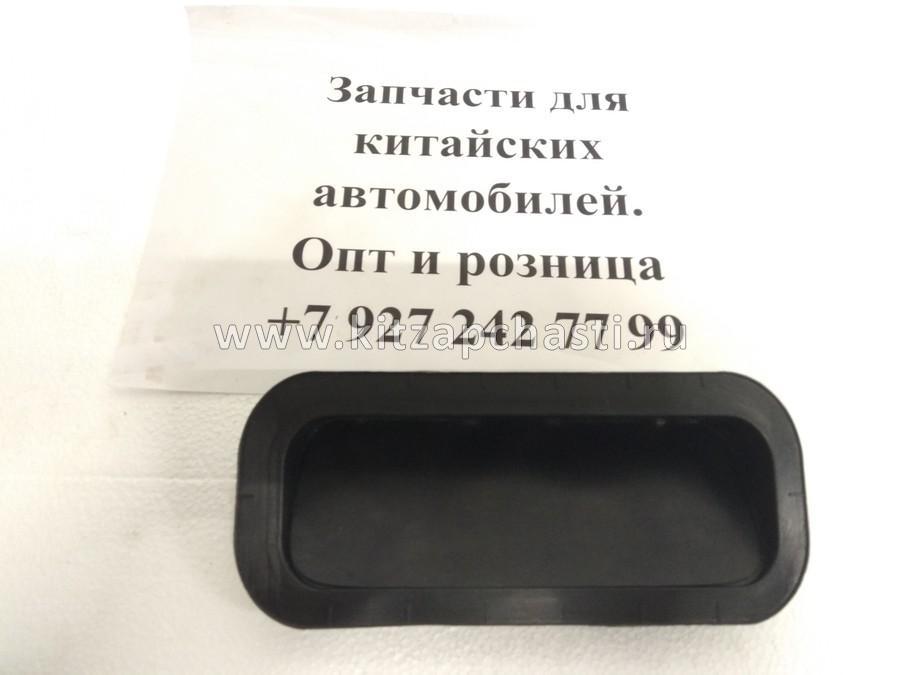 Запчасти для
китайских
автомобилей.
Опт и розница
+7 927 242 77 99
www.kitzapchasti.ru